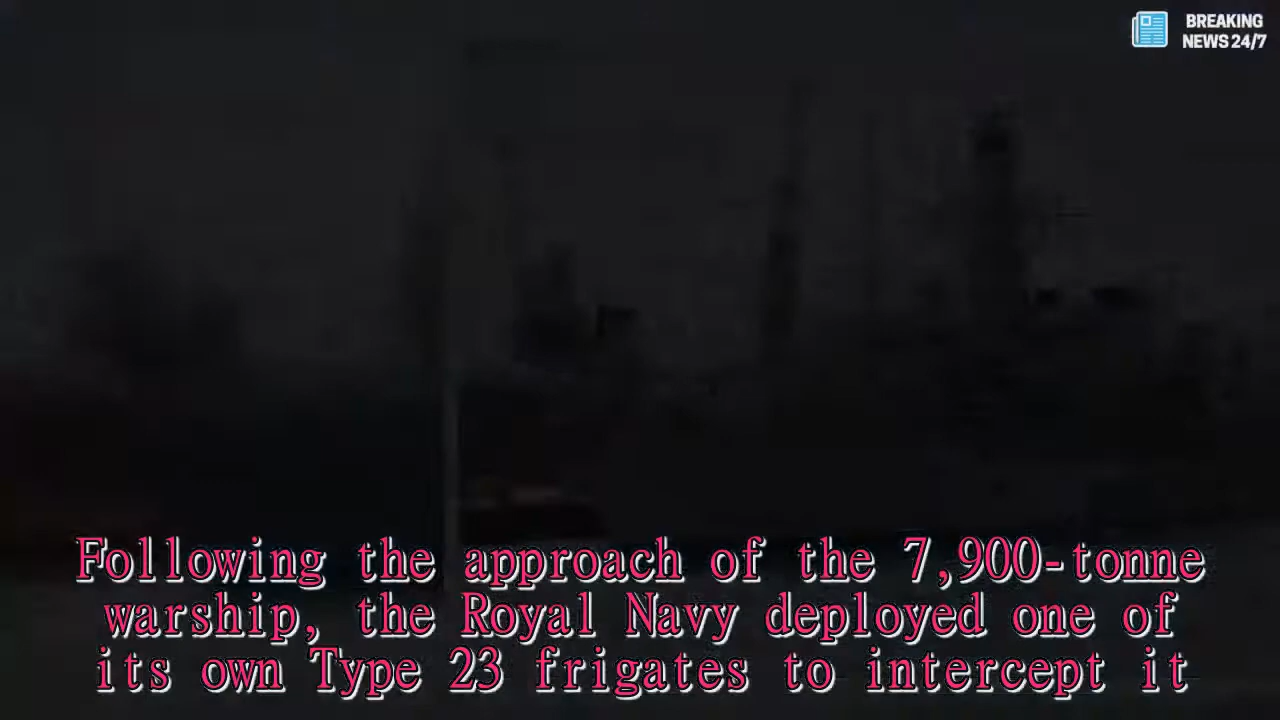 BREAKING
NEWS 24/7
Following the approach of the 7,900-tonne
warship, the Royal Navy deployed one of
its own Type 23 frigates to intercept it